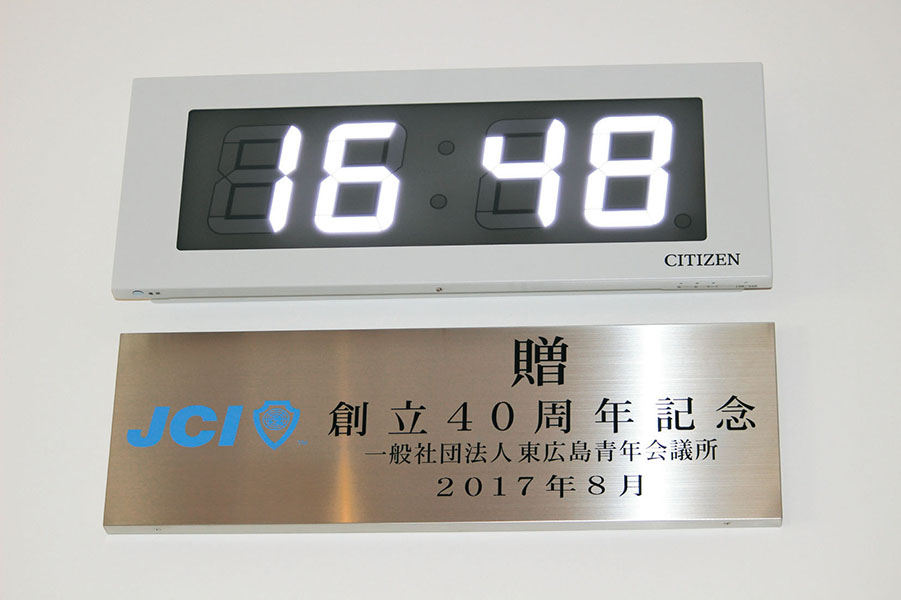 16 48
CITIZEN
贈
JCI
創立40周年記念
一般社団法人東広島青年会議所
2017年8月